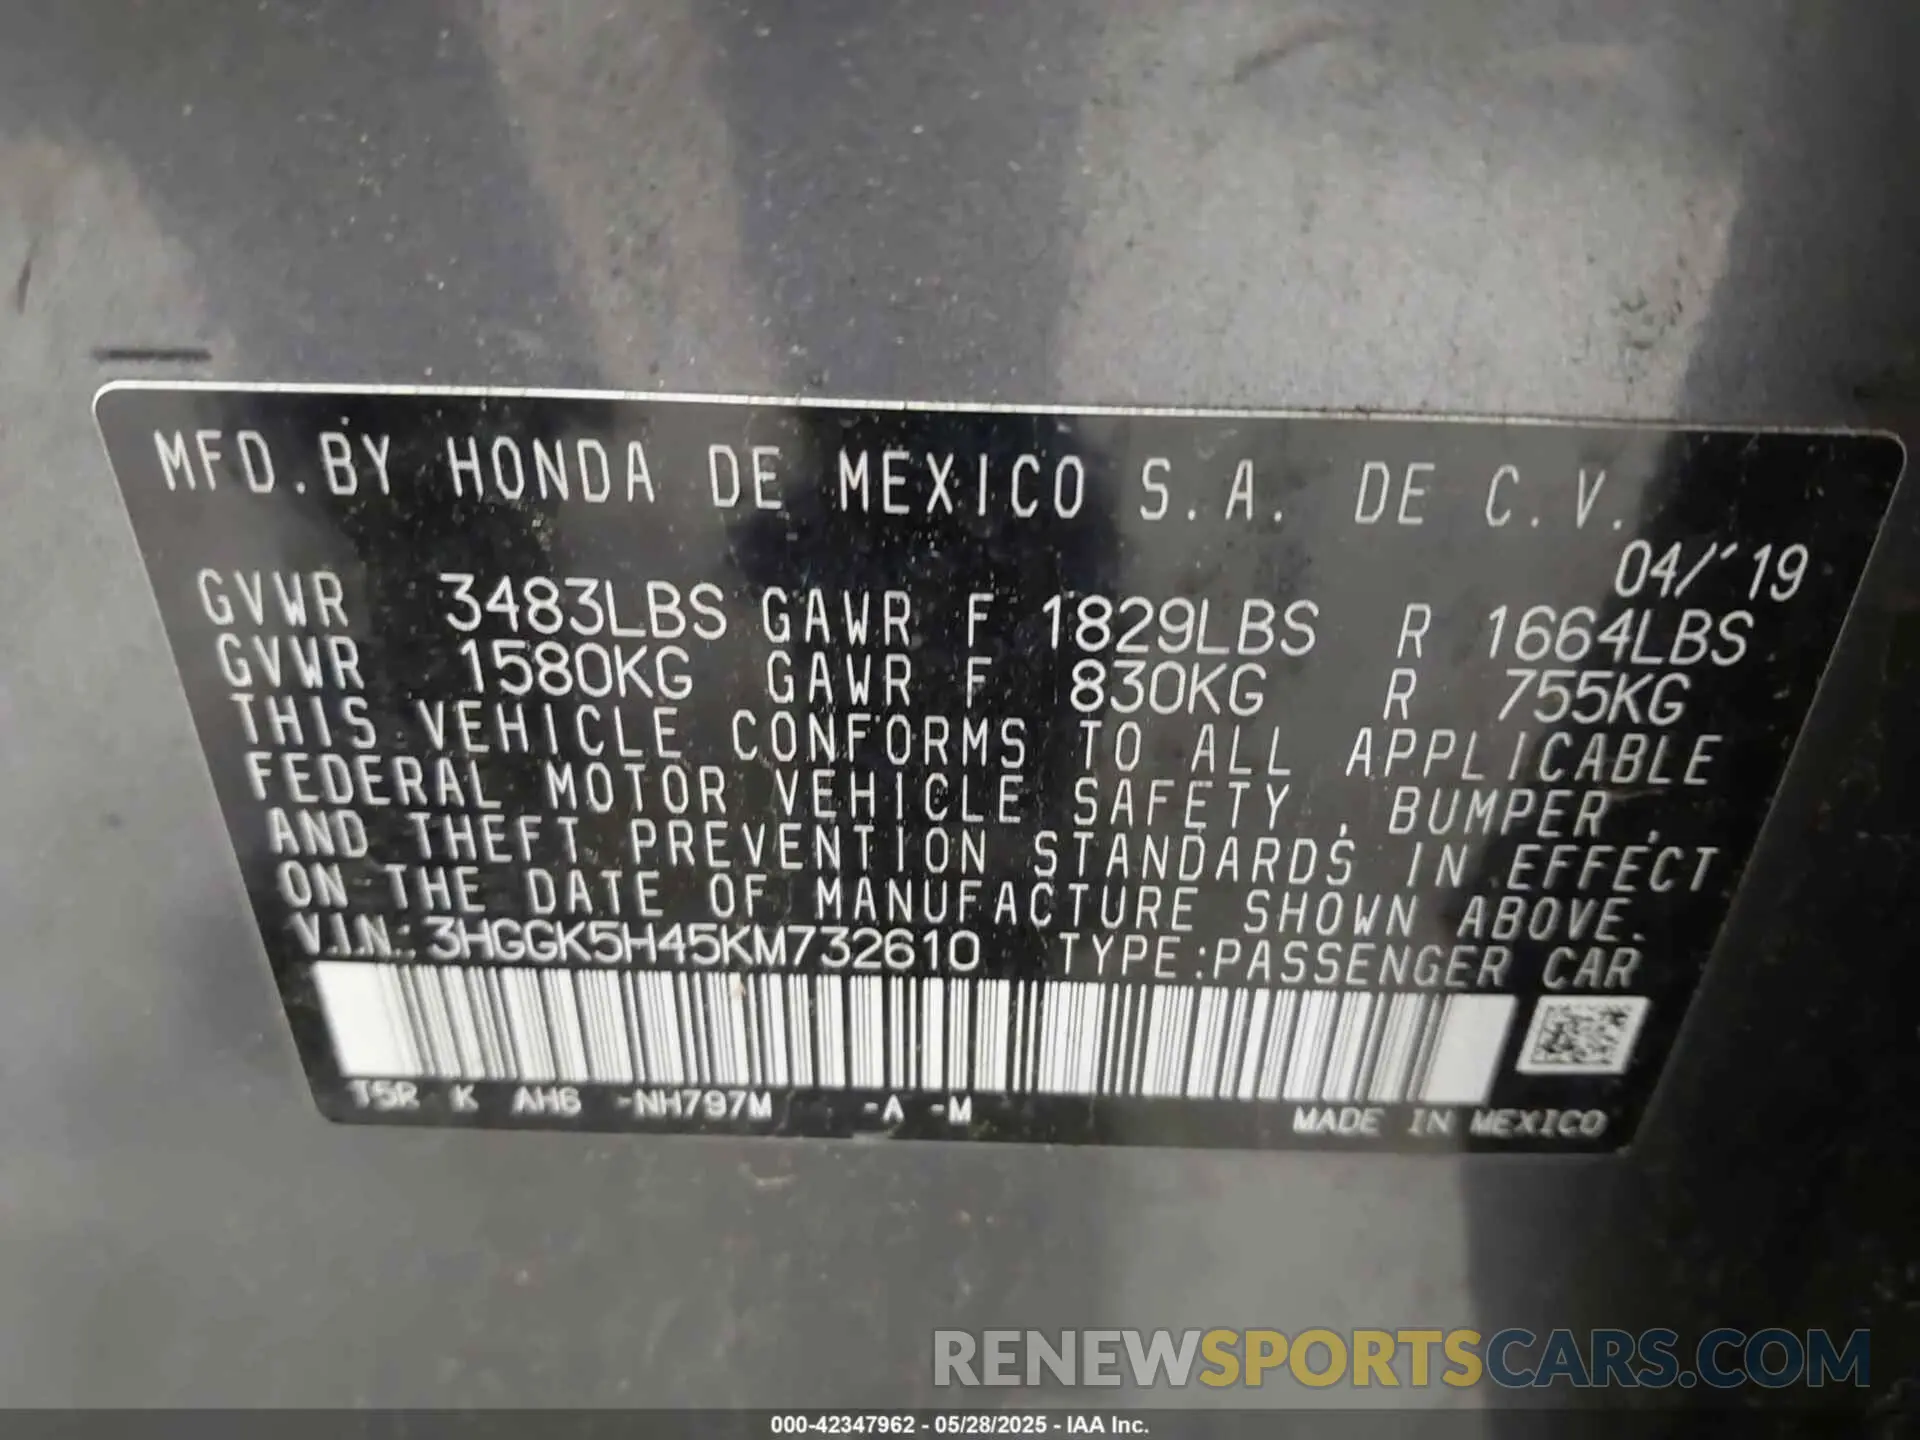 MFD.BY HONDA DE MEXICO S.A. DE C.V.
04/'19
GVWR 3483LBS GAWR F 1829LBS R 1664LBS
GVWR 1580KG GAWR F 830KG R 755KG
THIS VEHICLE CONFORMS TO ALL APPLICABLE
FEDERAL MOTOR VEHICLE SAFETY, BUMPER,
AND THEFT PREVENTION STANDARDS IN EFFECT
ON THE DATE OF MANUFACTURE SHOWN ABOVE.
V.I.N.: 3HGGK5H45KM732610 TYPE:PASSENGER CAR
T5R K AH6 -NH797M -A -M
MADE IN MEXICO
RENEWSPORTSCARS.COM
000-42347962 - 05/28/2025 - IAA Inc.